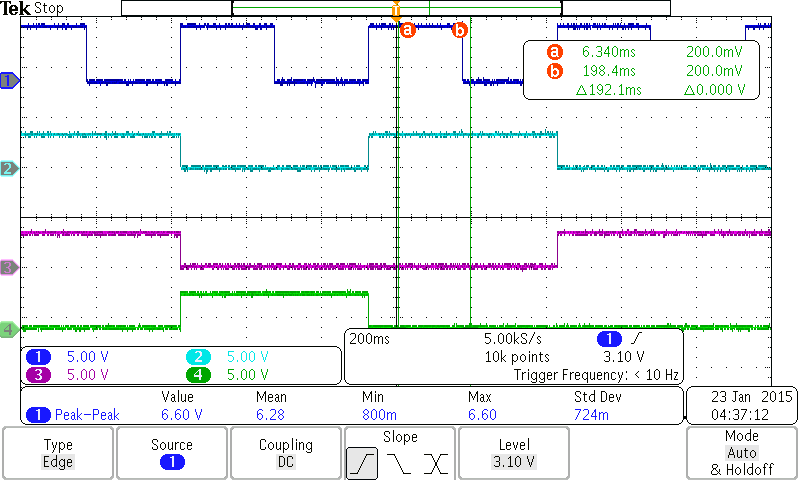 Tek Stop
T
a b
a 6.340ms 200.0mV
b 198.4ms 200.0mV
△192.1ms △0.000 V
1
2
3
4
1 5.00 V 2 5.00 V
3 5.00 V 4 5.00 V
200ms 5.00kS/s 1
10k points 3.10 V
Trigger Frequency: < 10 Hz
Value Mean Min Max Std Dev
1 Peak-Peak 6.60 V 6.28 800m 6.60 724m
23 Jan 2015
04:37:12
Type
Edge
Source
1
Coupling
DC
Slope
Level
3.10 V
Mode
Auto
& Holdoff